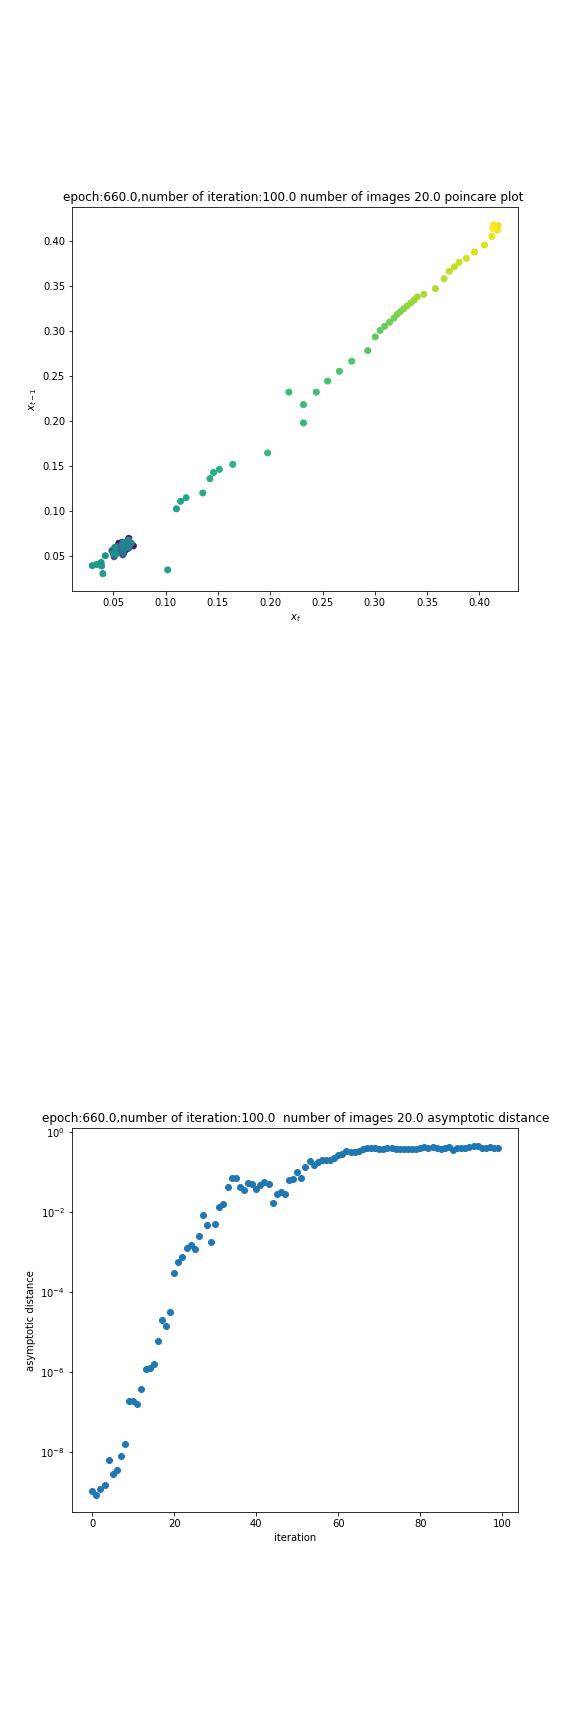 epoch:660.0,number of iteration:100.0 number of images 20.0 poincare plot
0.40
0.35
0.30
0.25
0.20
0.15
0.10
0.05
x_{t-1}
0.05 0.10 0.15 0.20 0.25 0.30 0.35 0.40
x_t
epoch:660.0,number of iteration:100.0  number of images 20.0 asymptotic distance
10^0
10^{-2}
10^{-4}
10^{-6}
10^{-8}
asymptotic distance
0 20 40 60 80 100
iteration